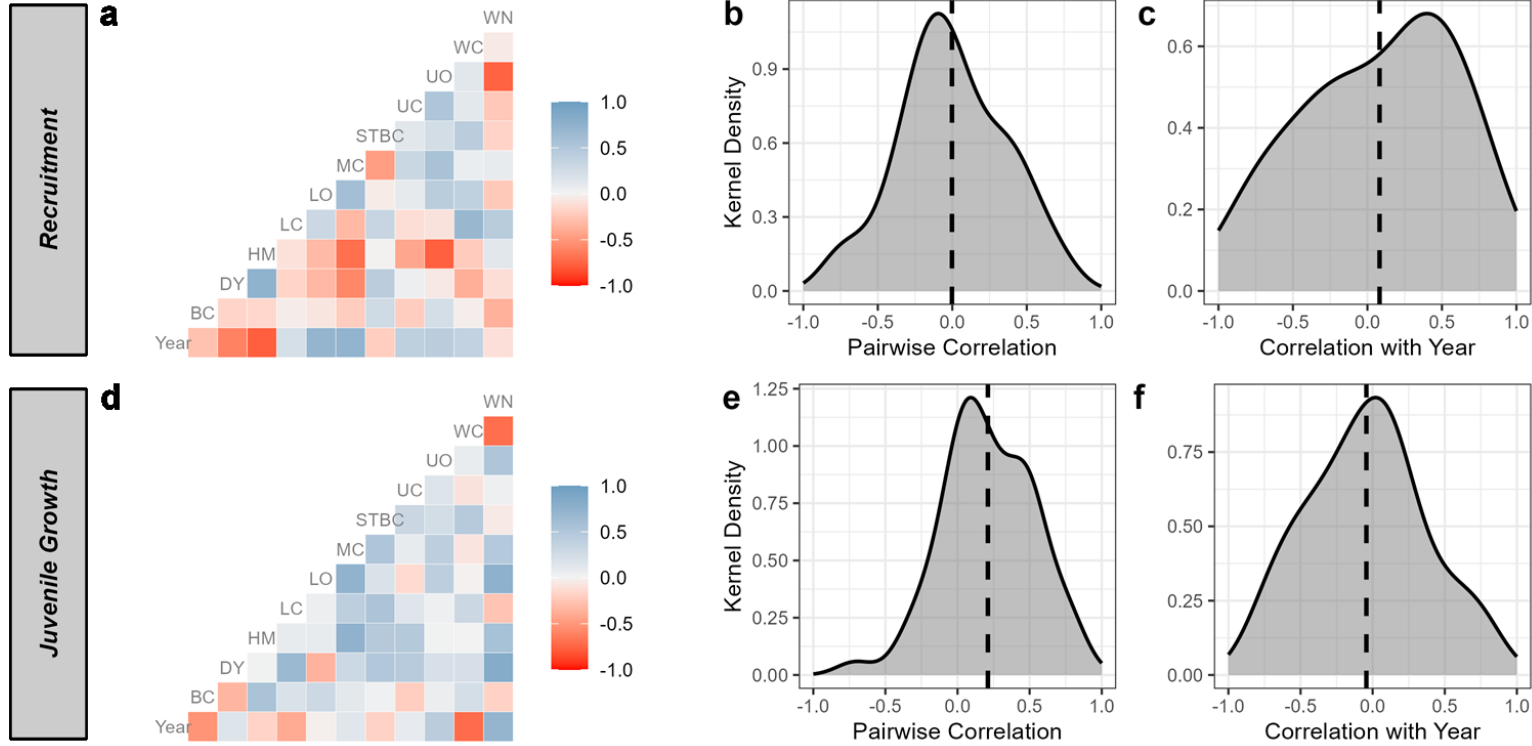 Recruitment
a
WN
WC
UO
UC
STBC
MC
LO
LC
HM
DY
BC
Year
1.0
0.5
0.0
-0.5
-1.0
b
Kernel Density
0.9
0.6
0.3
0.0
-1.0 -0.5 0.0 0.5 1.0
Pairwise Correlation
c
0.6
0.4
0.2
0.0
-1.0 -0.5 0.0 0.5 1.0
Correlation with Year
Juvenile Growth
d
WN
WC
UO
UC
STBC
MC
LO
LC
HM
DY
BC
Year
1.0
0.5
0.0
-0.5
-1.0
e
Kernel Density
1.25
1.00
0.75
0.50
0.25
0.00
-1.0 -0.5 0.0 0.5 1.0
Pairwise Correlation
f
0.75
0.50
0.25
0.00
-1.0 -0.5 0.0 0.5 1.0
Correlation with Year